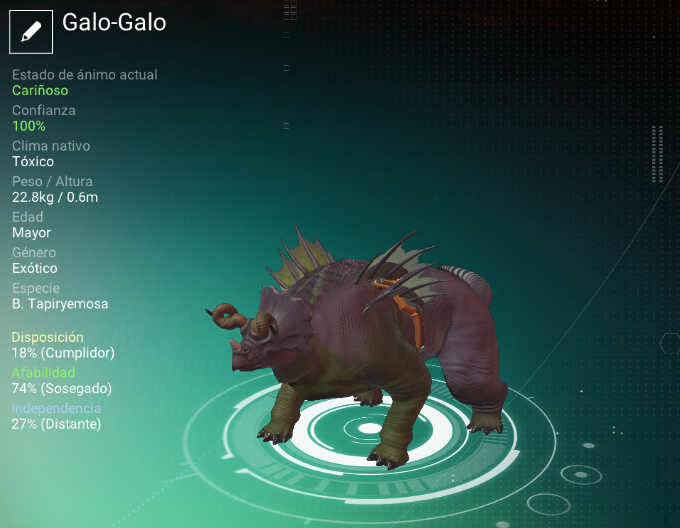 Galo-Galo
Estado de ánimo actual
Cariñoso
Confianza
100%
Clima nativo
Tóxico
Peso / Altura
22.8kg / 0.6m
Edad
Mayor
Género
Exótico
Especie
B. Tapiryemosa
Disposición
18% (Cumplidor)
Afabilidad
74% (Sosegado)
Independencia
27% (Distante)